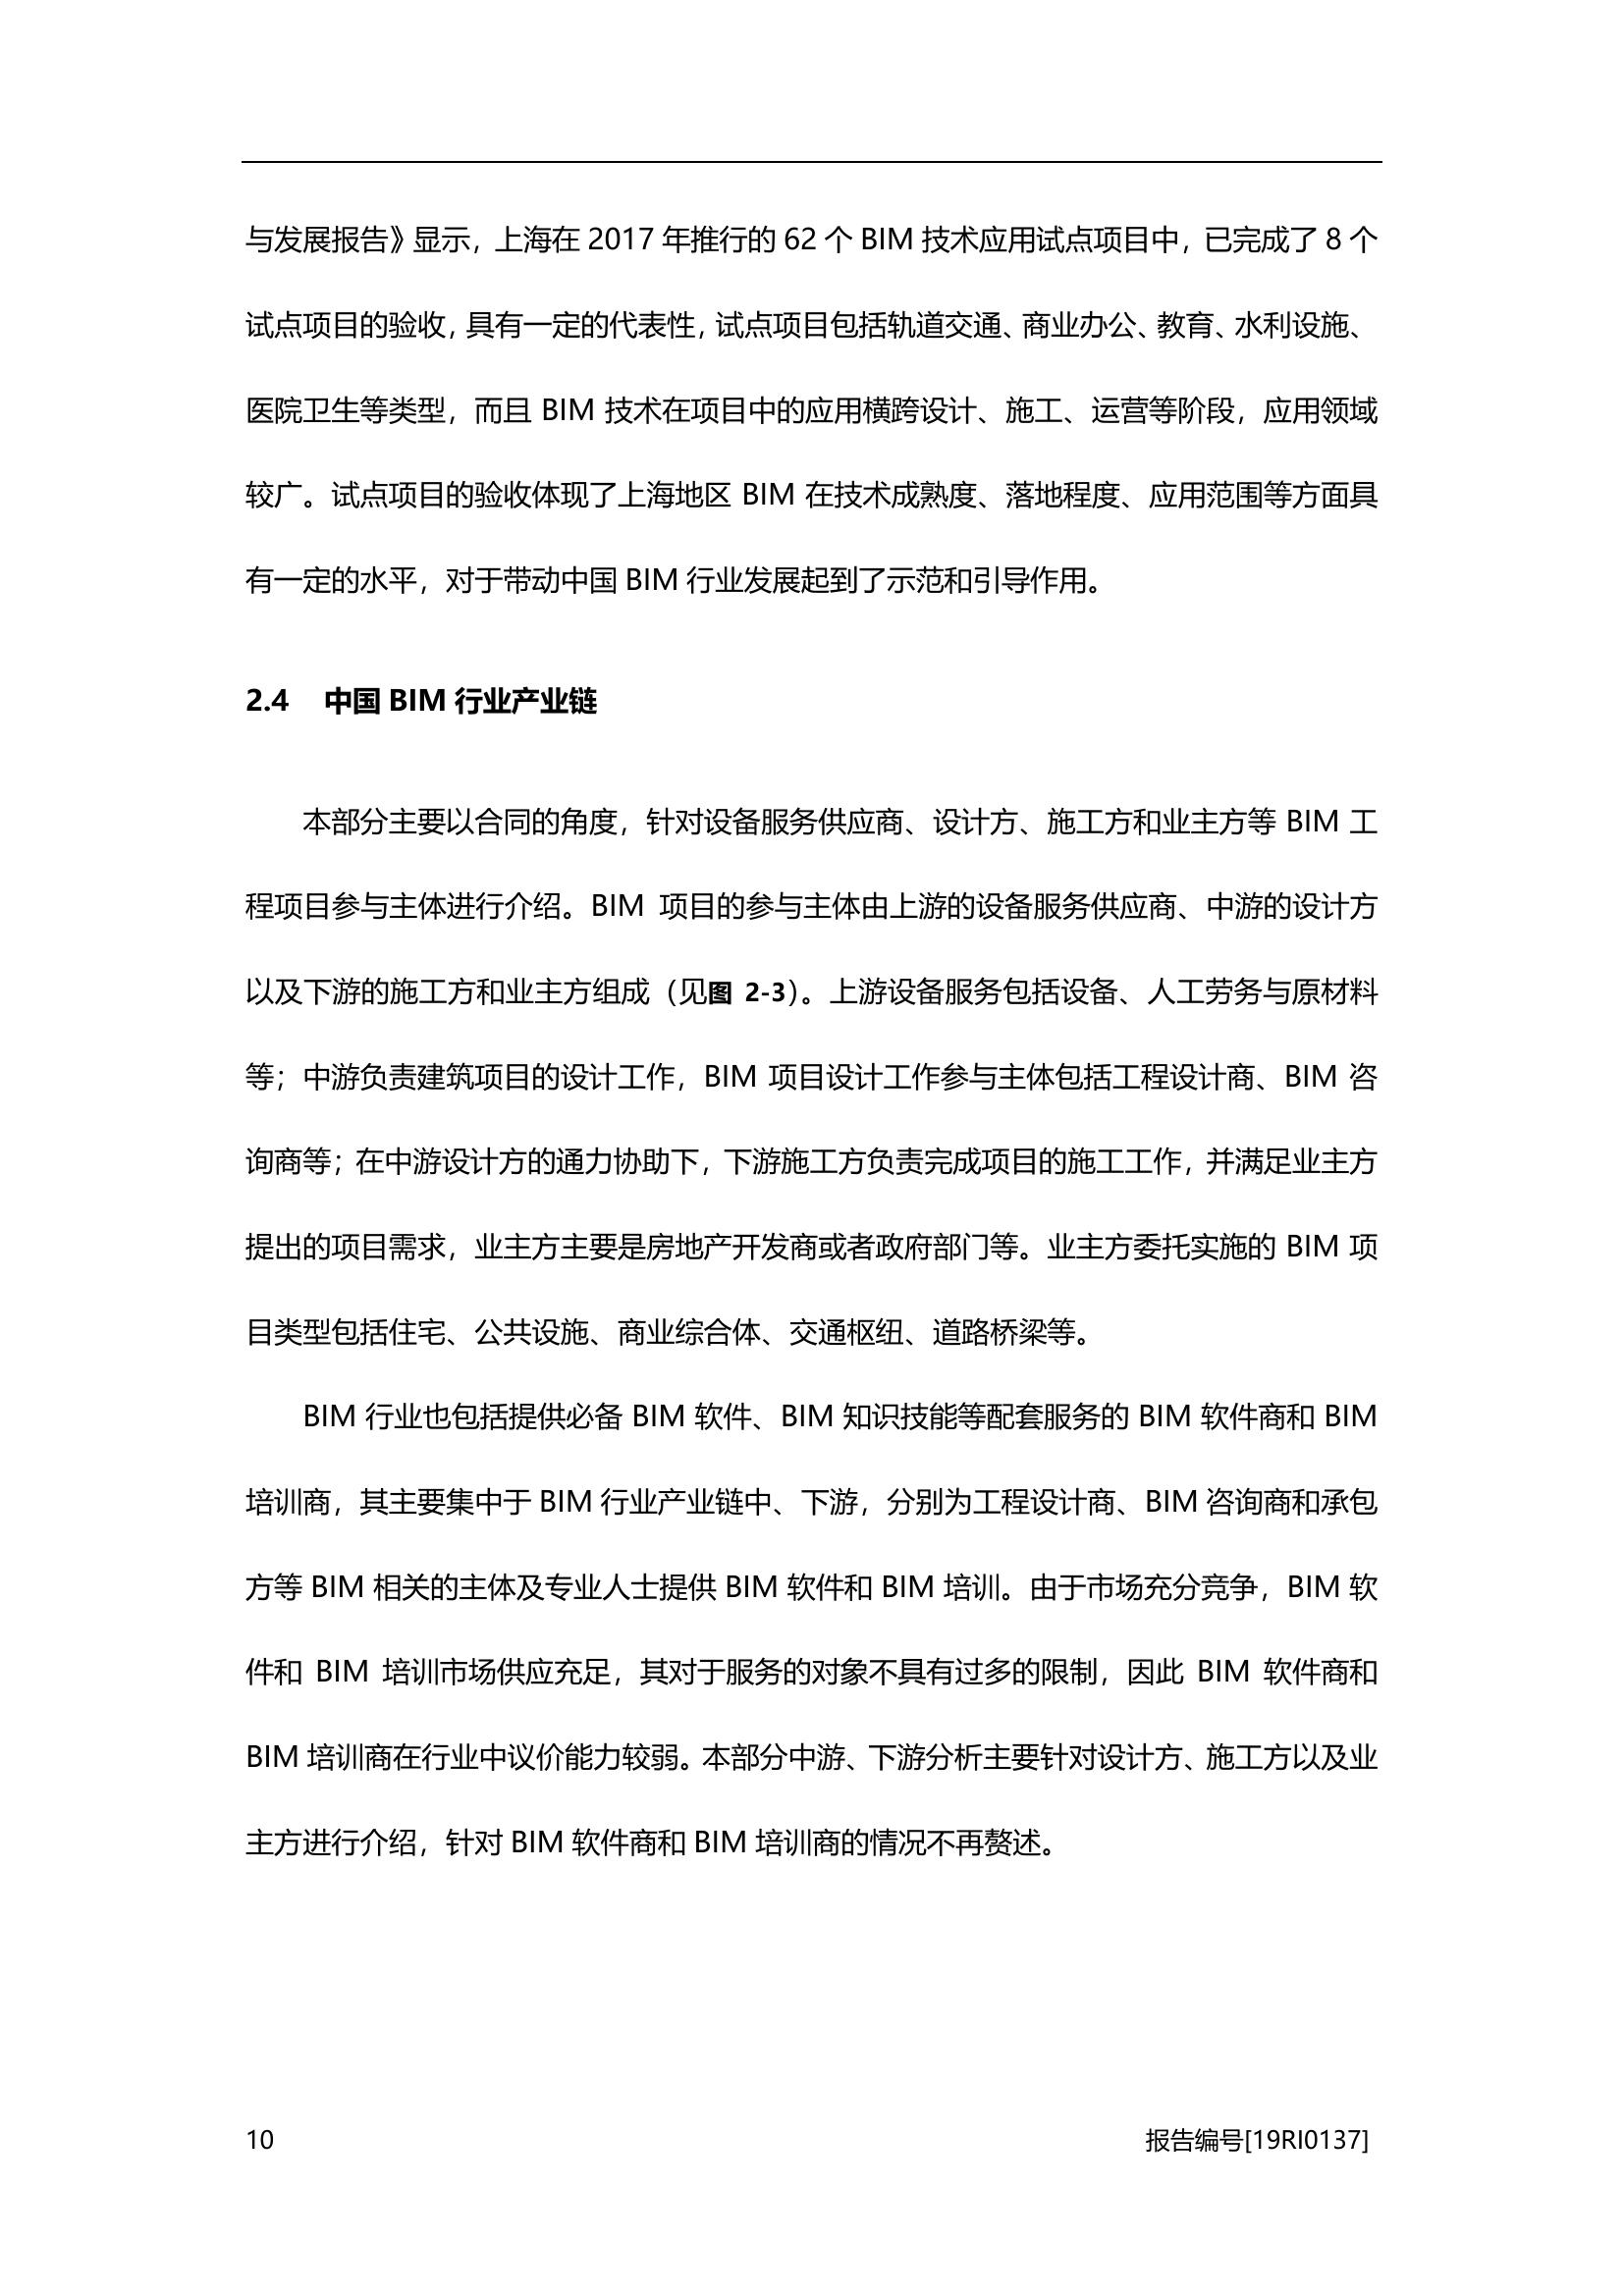 与发展报告》显示，上海在 2017 年推行的 62 个 BIM 技术应用试点项目中，已完成了 8 个
试点项目的验收，具有一定的代表性，试点项目包括轨道交通、商业办公、教育、水利设施、
医院卫生等类型，而且 BIM 技术在项目中的应用横跨设计、施工、运营等阶段，应用领域
较广。试点项目的验收体现了上海地区 BIM 在技术成熟度、落地程度、应用范围等方面具
有一定的水平，对于带动中国 BIM 行业发展起到了示范和引导作用。
2.4 中国 BIM 行业产业链
本部分主要以合同的角度，针对设备服务供应商、设计方、施工方和业主方等 BIM 工
程项目参与主体进行介绍。BIM 项目的参与主体由上游的设备服务供应商、中游的设计方
以及下游的施工方和业主方组成（见图 2-3）。上游设备服务包括设备、人工劳务与原材料
等；中游负责建筑项目的设计工作，BIM 项目设计工作参与主体包括工程设计商、BIM 咨
询商等；在中游设计方的通力协助下，下游施工方负责完成项目的施工工作，并满足业主方
提出的项目需求，业主方主要是房地产开发商或者政府部门等。业主方委托实施的 BIM 项
目类型包括住宅、公共设施、商业综合体、交通枢纽、道路桥梁等。
BIM 行业也包括提供必备 BIM 软件、BIM 知识技能等配套服务的 BIM 软件商和 BIM
培训商，其主要集中于 BIM 行业产业链中、下游，分别为工程设计商、BIM 咨询商和承包
方等 BIM 相关的主体及专业人士提供 BIM 软件和 BIM 培训。由于市场充分竞争，BIM 软
件和 BIM 培训市场供应充足，其对于服务的对象不具有过多的限制，因此 BIM 软件商和
BIM 培训商在行业中议价能力较弱。本部分中游、下游分析主要针对设计方、施工方以及业
主方进行介绍，针对 BIM 软件商和 BIM 培训商的情况不再赘述。
10 报告编号[19RI0137]